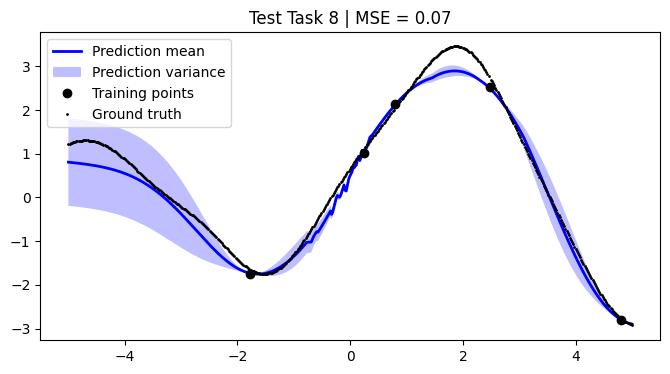 Test Task 8 | MSE = 0.07
Prediction mean
Prediction variance
Training points
Ground truth
3
2
1
0
−1
−2
−3
−4
−2
0
2
4